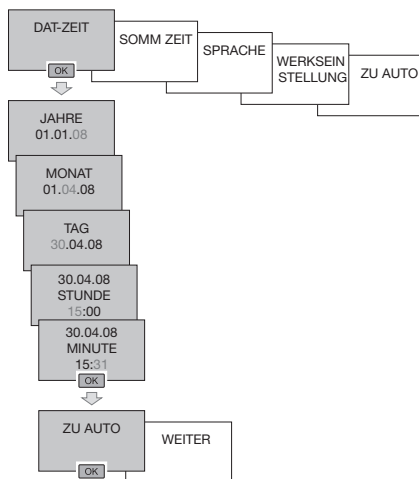 DAT-ZEIT
OK
SOMM ZEIT
SPRACHE
WERKSEIN
STELLUNG
ZU AUTO
JAHRE
01.01.08
MONAT
01.04.08
TAG
30.04.08
30.04.08
STUNDE
15:00
30.04.08
MINUTE
15:31
OK
ZU AUTO
OK
WEITER